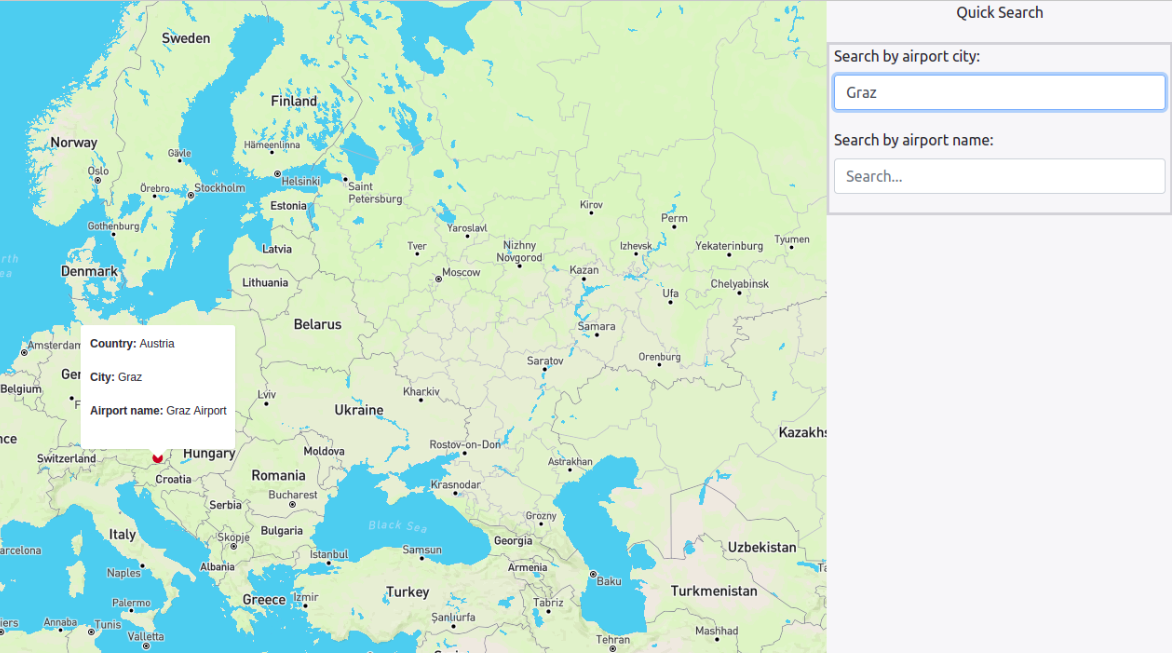 Quick Search
Search by airport city:
Graz
Search by airport name:
Search...
Sweden
Finland
Norway
Hämeenlinna
Gävle
Oslo
Helsinki
Örebro
Stockholm
Saint
Petersburg
Estonia
Gothenburg
Kirov
Perm
Yaroslavl
Latvia
Tver
Nizhny
Novgorod
Izhevsk
Yekaterinburg
Tyumen
Denmark
Moscow
Kazan
Lithuania
Ufa
Chelyabinsk
Belarus
Samara
Amsterdam
Country: Austria
Saratov
Orenburg
Ger
City: Graz
Belgium
Lviv
Kharkiv
F
Airport name: Graz Airport
Ukraine
Kazakhs
nce
Rostov-on-Don
Switzerland
Hungary
Moldova
Astrakhan
Croatia
Romania
Krasnodar
Bucharest
Serbia
Grozny
Black Sea
Italy
Bulgaria
Skopje
Georgia
Uzbekistan
arcelona
Istanbul
Samsun
Albania
Armenia
Naples
Baku
Turkey
Turkmenistan
Greece
Izmir
Palermo
Tabriz
Şanlıurfa
iers
Annaba
Tunis
Valletta
Mashhad
Tehran